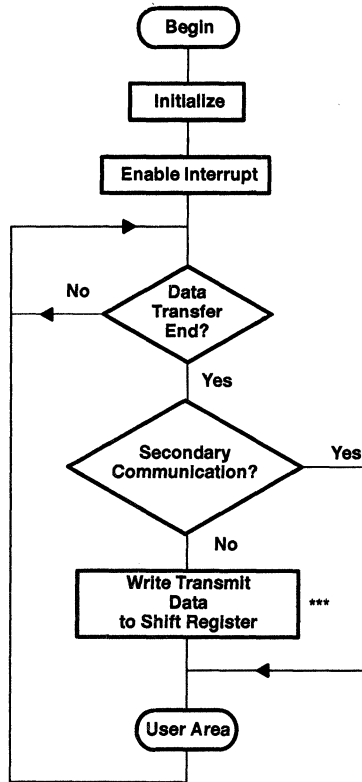 Begin
Initialize
Enable Interrupt
No
Data
Transfer
End?
Yes
Secondary
Communication?
Yes
No
Write Transmit
Data
to Shift Register
***
User Area